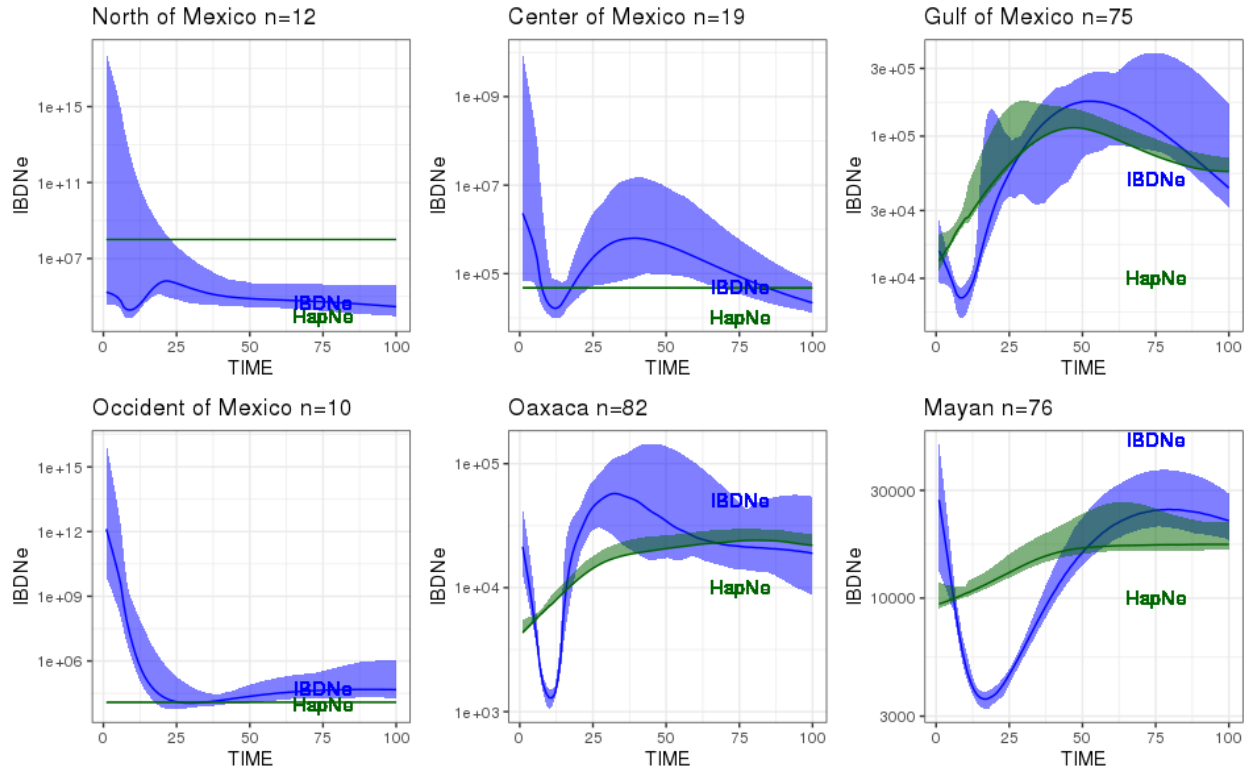 North of Mexico n=12
1e+15
1e+11
1e+07
IBDNe
IBDNe
HapNe
0 25 50 75 100
TIME
Center of Mexico n=19
1e+09
1e+07
1e+05
IBDNe
IBDNe
HapNe
0 25 50 75 100
TIME
Gulf of Mexico n=75
3e+05
1e+05
3e+04
1e+04
IBDNe
IBDNe
HapNe
0 25 50 75 100
TIME
Occident of Mexico n=10
1e+15
1e+12
1e+09
1e+06
IBDNe
IBDNe
HapNe
0 25 50 75 100
TIME
Oaxaca n=82
1e+05
1e+04
1e+03
IBDNe
IBDNe
HapNe
0 25 50 75 100
TIME
Mayan n=76
30000
10000
3000
IBDNe
IBDNe
HapNe
0 25 50 75 100
TIME